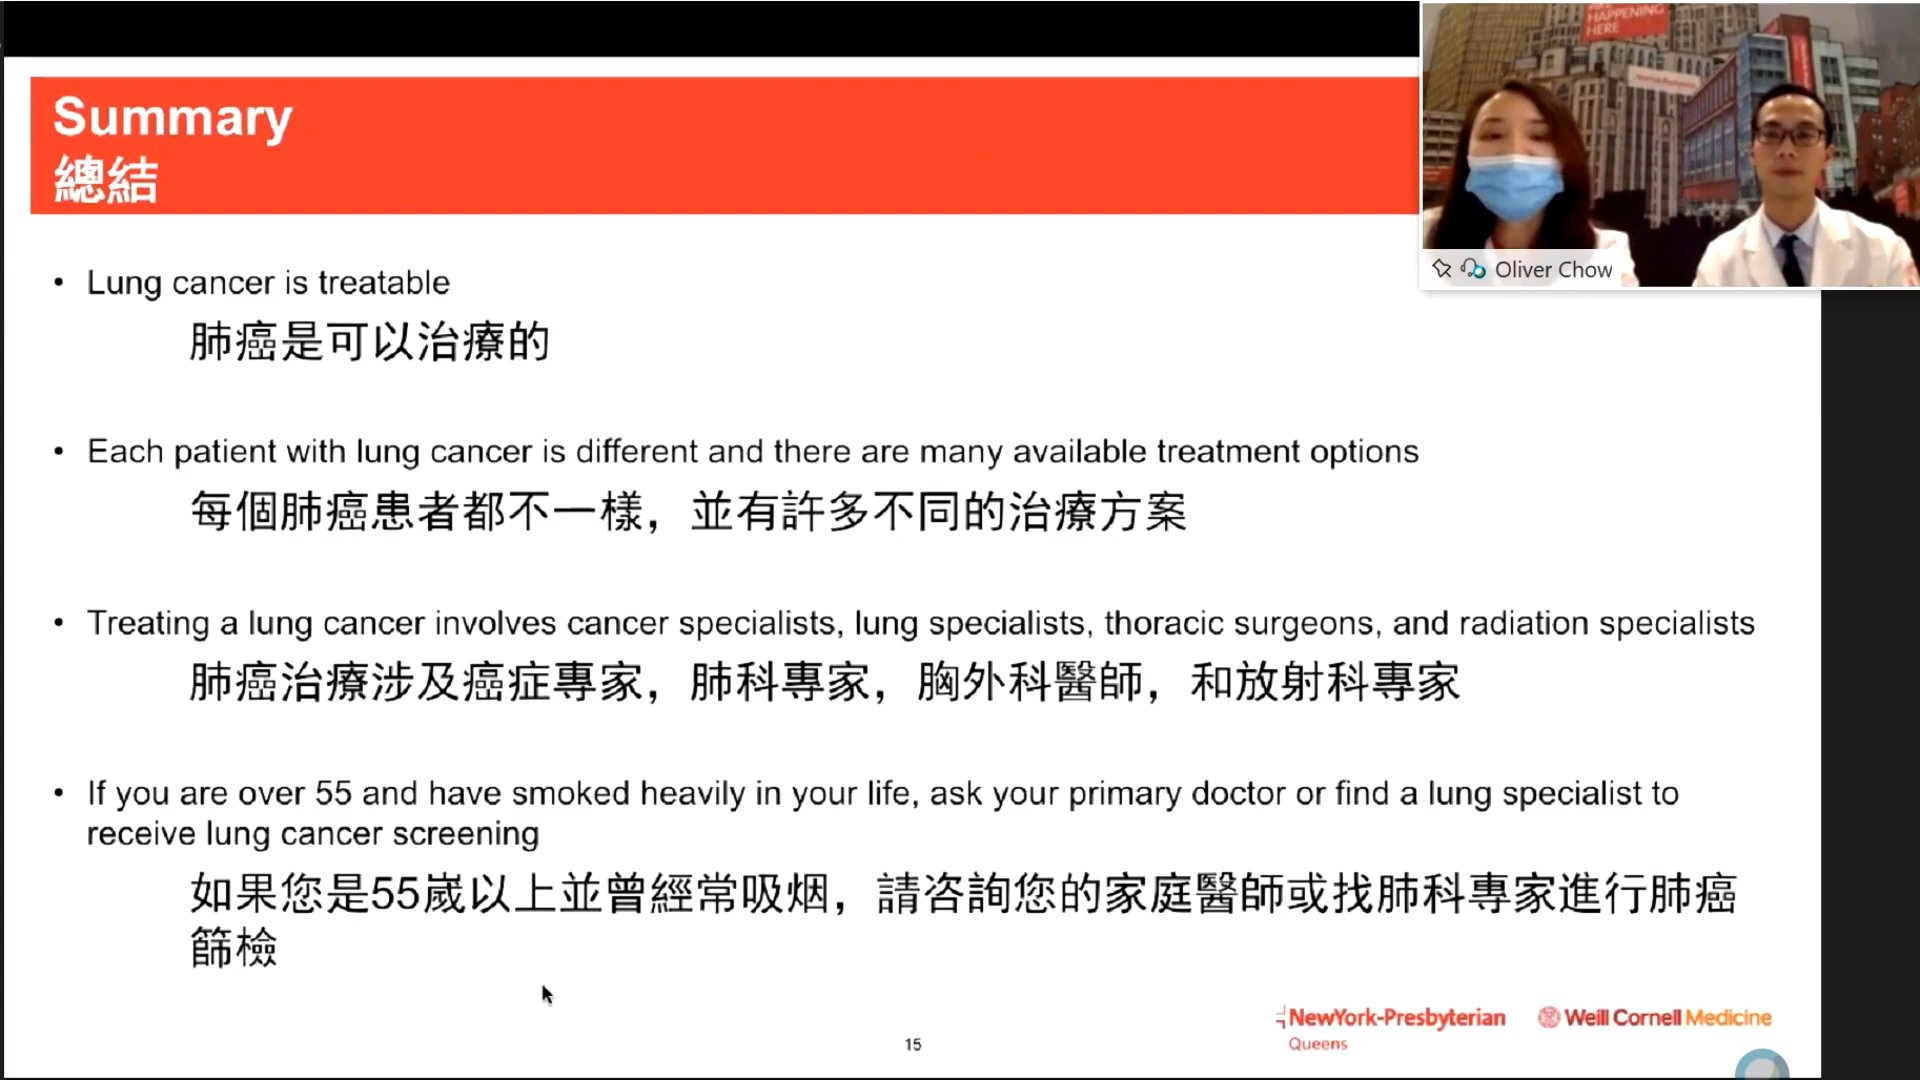 Summary
總結
HAPPENING
HERE
Oliver Chow
• Lung cancer is treatable
肺癌是可以治療的
• Each patient with lung cancer is different and there are many available treatment options
每個肺癌患者都不一樣，並有許多不同的治療方案
• Treating a lung cancer involves cancer specialists, lung specialists, thoracic surgeons, and radiation specialists
肺癌治療涉及癌症專家，肺科專家，胸外科醫師，和放射科專家
• If you are over 55 and have smoked heavily in your life, ask your primary doctor or find a lung specialist to
receive lung cancer screening
如果您是55嵗以上並曾經常吸烟，請咨詢您的家庭醫師或找肺科專家進行肺癌
篩檢
NewYork-Presbyterian
Queens
Weill Cornell Medicine
15